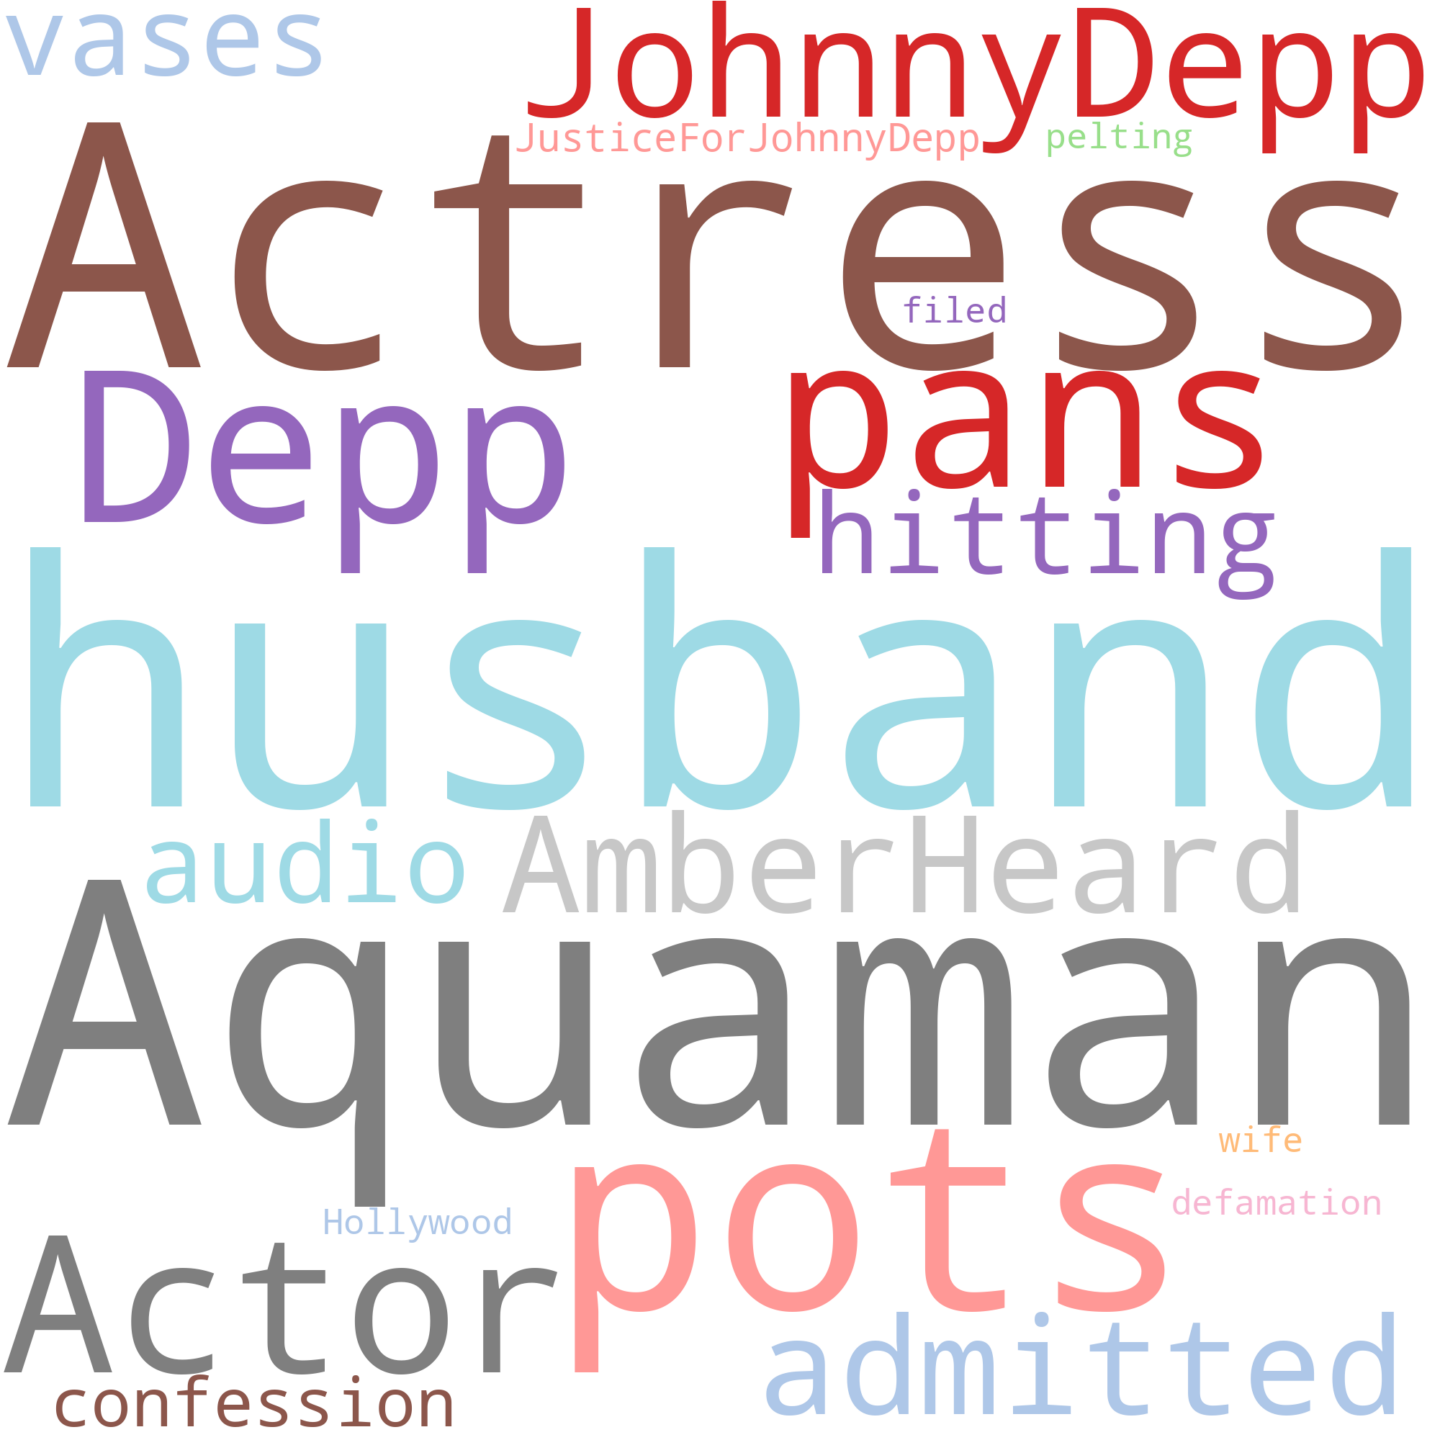 vases
JohnnyDepp
JusticeForJohnnyDepp
pelting
Actress
filed
Depp
pans
hitting
husband
audio
AmberHeard
Aquaman
wife
pots
defamation
Hollywood
Actor
admitted
confession